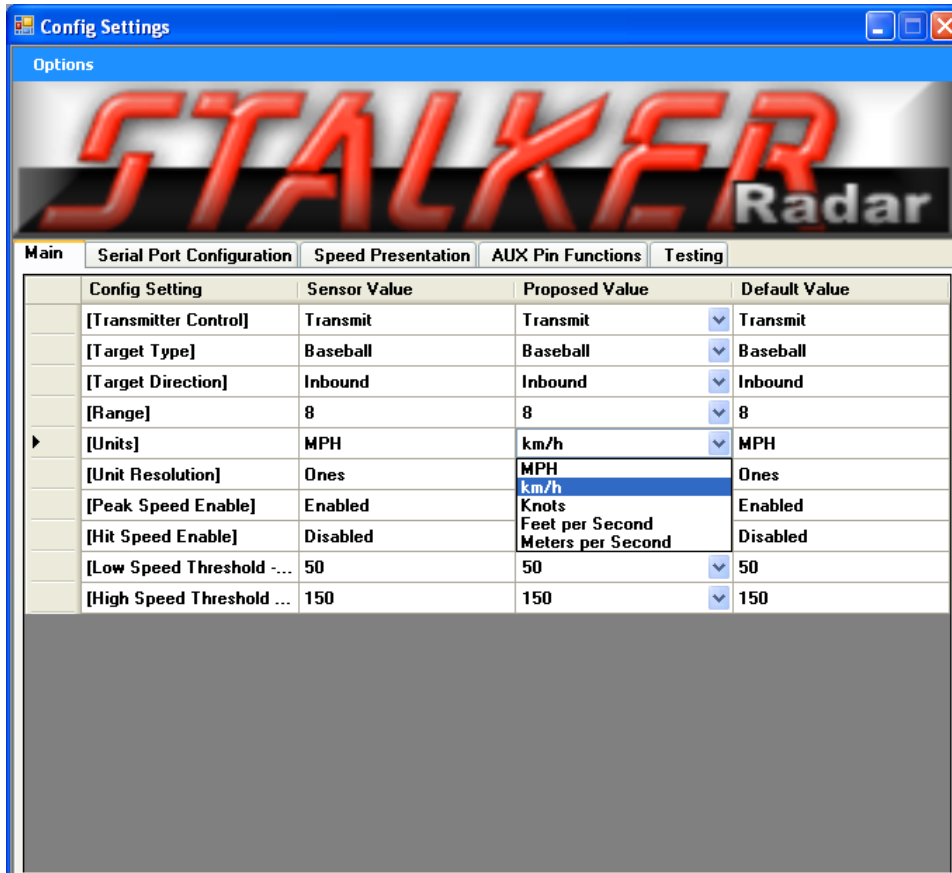 Config Settings
Options
STALKER
Radar
Main Serial Port Configuration Speed Presentation AUX Pin Functions Testing
Config Setting Sensor Value Proposed Value Default Value
[Transmitter Control] Transmit Transmit Transmit
[Target Type] Baseball Baseball Baseball
[Target Direction] Inbound Inbound Inbound
[Range] 8 8 8
[Units] MPH km/h MPH
[Unit Resolution] Ones MPH Ones
km/h
[Peak Speed Enable] Enabled Knots Enabled
Feet per Second
[Hit Speed Enable] Disabled Meters per Second Disabled
[Low Speed Threshold -... 50 50 50
[High Speed Threshold ... 150 150 150